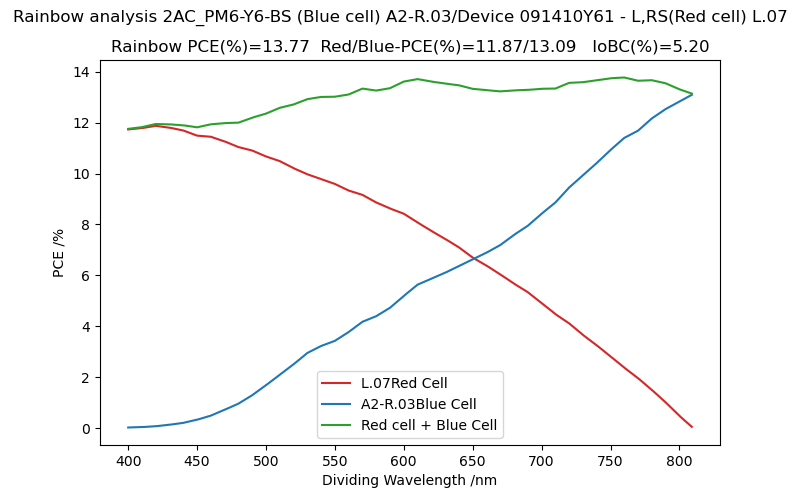 Rainbow analysis 2AC_PM6-Y6-BS (Blue cell) A2-R.03/Device 091410Y61 - L,RS(Red cell) L.07
Rainbow PCE(%)=13.77  Red/Blue-PCE(%)=11.87/13.09   IoBC(%)=5.20
14
12
10
8
6
4
2
0
PCE /%
L.07Red Cell
A2-R.03Blue Cell
Red cell + Blue Cell
400 450 500 550 600 650 700 750 800
Dividing Wavelength /nm